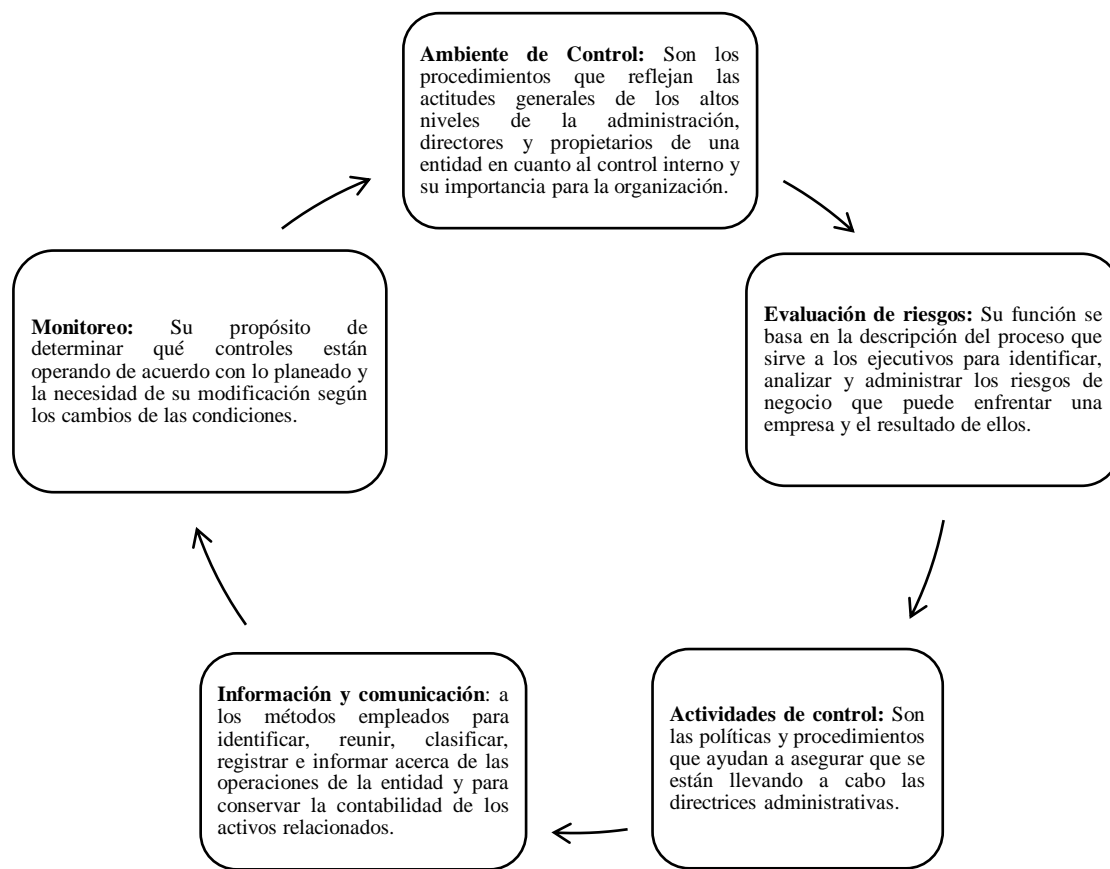 Ambiente de Control: Son los
procedimientos que reflejan las
actitudes generales de los altos
niveles de la administración,
directores y propietarios de una
entidad en cuanto al control interno y
su importancia para la organización.
Evaluación de riesgos: Su función se
basa en la descripción del proceso que
sirve a los ejecutivos para identificar,
analizar y administrar los riesgos de
negocio que puede enfrentar una
empresa y el resultado de ellos.
Actividades de control: Son
las políticas y procedimientos
que ayudan a asegurar que se
están llevando a cabo las
directrices administrativas.
Información y comunicación: a
los métodos empleados para
identificar, reunir, clasificar,
registrar e informar acerca de las
operaciones de la entidad y para
conservar la contabilidad de los
activos relacionados.
Monitoreo: Su propósito de
determinar qué controles están
operando de acuerdo con lo planeado y
la necesidad de su modificación según
los cambios de las condiciones.